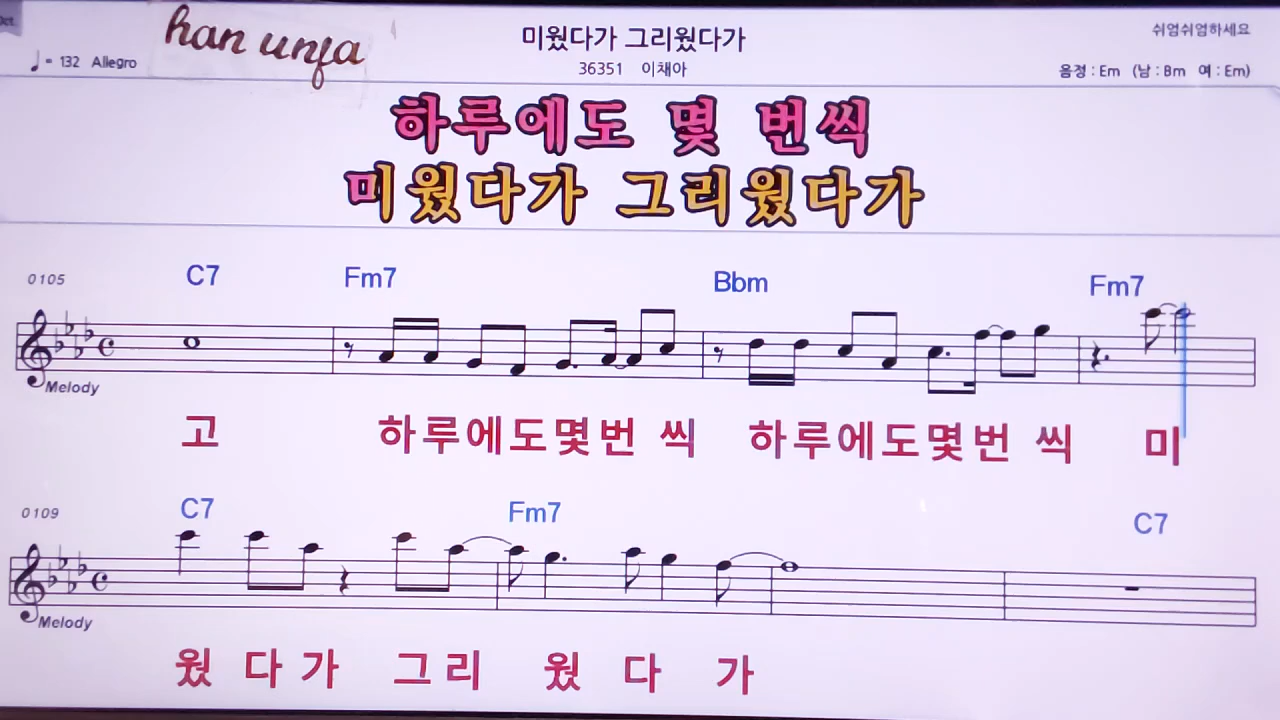 Oct.
han unfa
미웠다가 그리웠다가
쉬엄쉬엄하세요
♩= 132 Allegro
36351 이채아
음정 : Em (남 : Bm 여 : Em)
하루에도 몇 번씩
미웠다가 그리웠다가
0105 C7 Fm7 Bbm Fm7
Melody
고 하루에도몇번 씩 하루에도몇번 씩 미
0109 C7 Fm7 C7
Melody
웠 다가 그리 웠 다 가